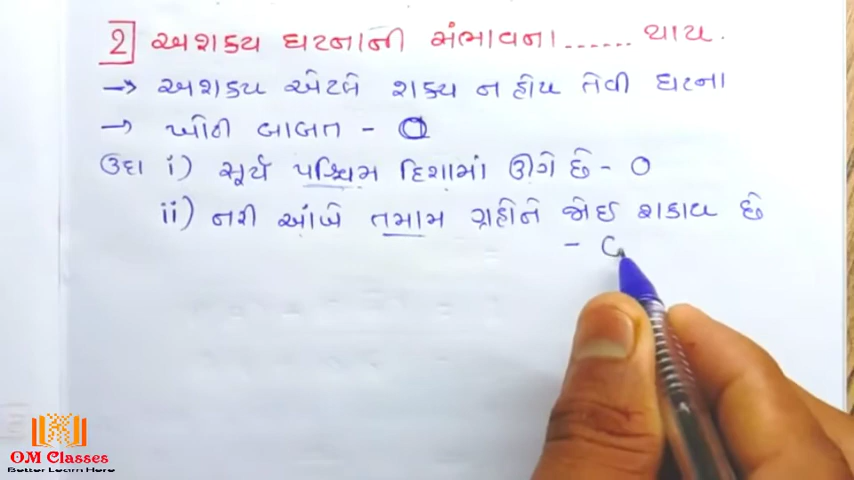 2 અશક્ય ઘટનાની સંભાવના ...... થાય.
→ અશક્ય એટલે શક્ય ન હોય તેવી ઘટના
→ ખોટી બાબત - 0
ઉદા i) સૂર્ય પશ્ચિમ દિશામાં ઊગે છે - 0
ii) નરી આંખે તમામ ગ્રહોને જોઈ શકાય છે
-
OM Classes
Better Learn Here